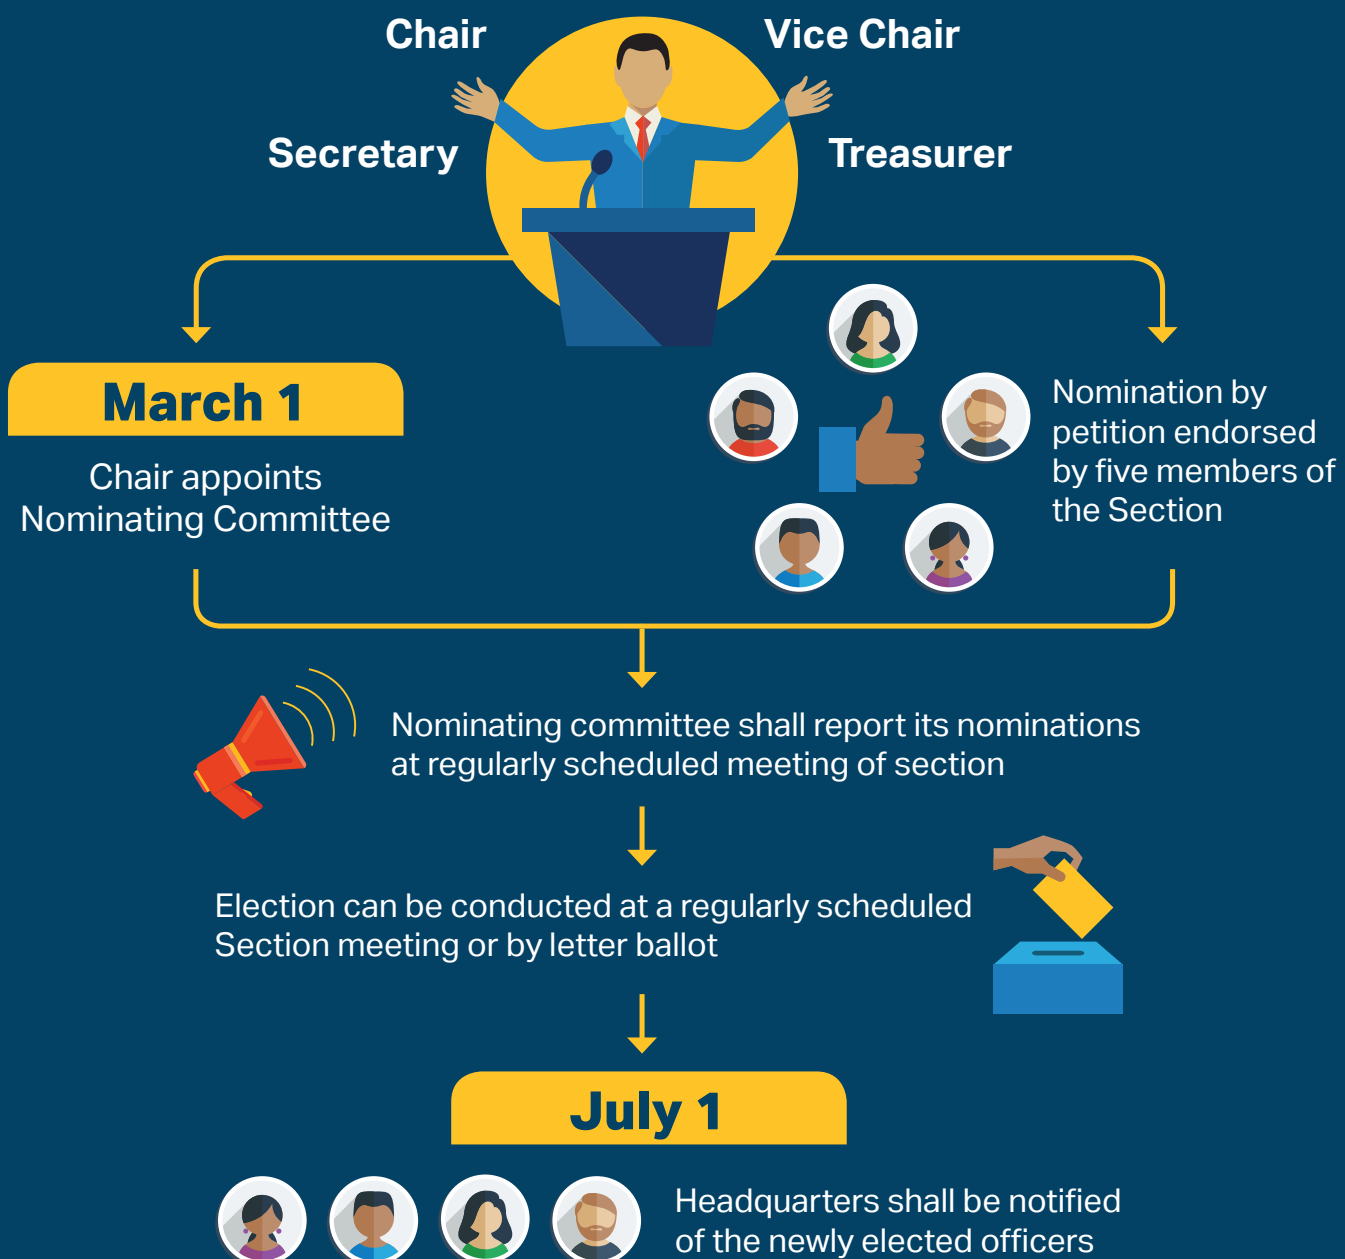 Chair
Vice Chair
Secretary
Treasurer
March 1
Chair appoints
Nominating Committee
Nomination by
petition endorsed
by five members of
the Section
Nominating committee shall report its nominations
at regularly scheduled meeting of section
Election can be conducted at a regularly scheduled
Section meeting or by letter ballot
July 1
Headquarters shall be notified
of the newly elected officers